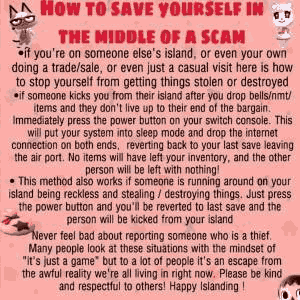 How to save yourself in
the middle of a scam
•if you're on someone else's island, or even your own
doing a trade/sale, or even just a casual visit here is how
to stop yourself from getting things stolen or destroyed
•if someone kicks you from their island after you drop bells/nmt/
items and they don't live up to their end of the bargain.
Immediately press the power button on your switch console. This
will put your system into sleep mode and drop the internet
connection on both ends, reverting back to your last save leaving
the air port. No items will have left your inventory, and the other
person will be left with nothing!
• This method also works if someone is running around on your
island being reckless and stealing / destroying things. Just press
the power button and you'll be reverted to last save and the
person will be kicked from your island
Never feel bad about reporting someone who is a thief.
Many people look at these situations with the mindset of
"it's just a game" but to a lot of people it's an escape from
the awful reality we're all living in right now. Please be kind
and respectful to others! Happy Islanding !